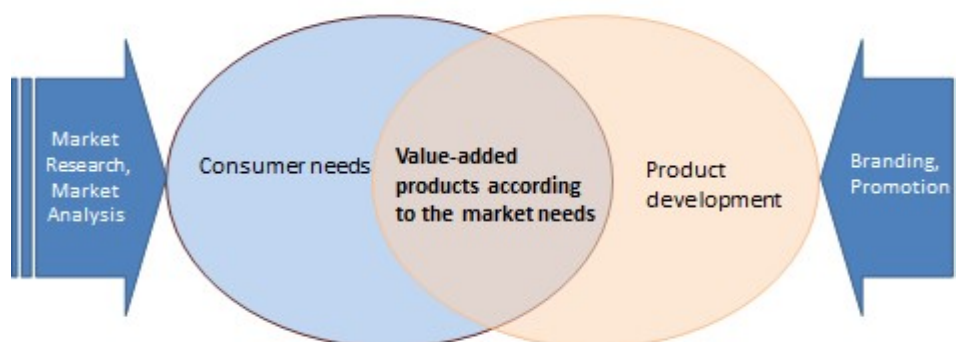 Market
Research,
Market
Analysis
Consumer needs
Value-added
products according
to the market needs
Product
development
Branding,
Promotion